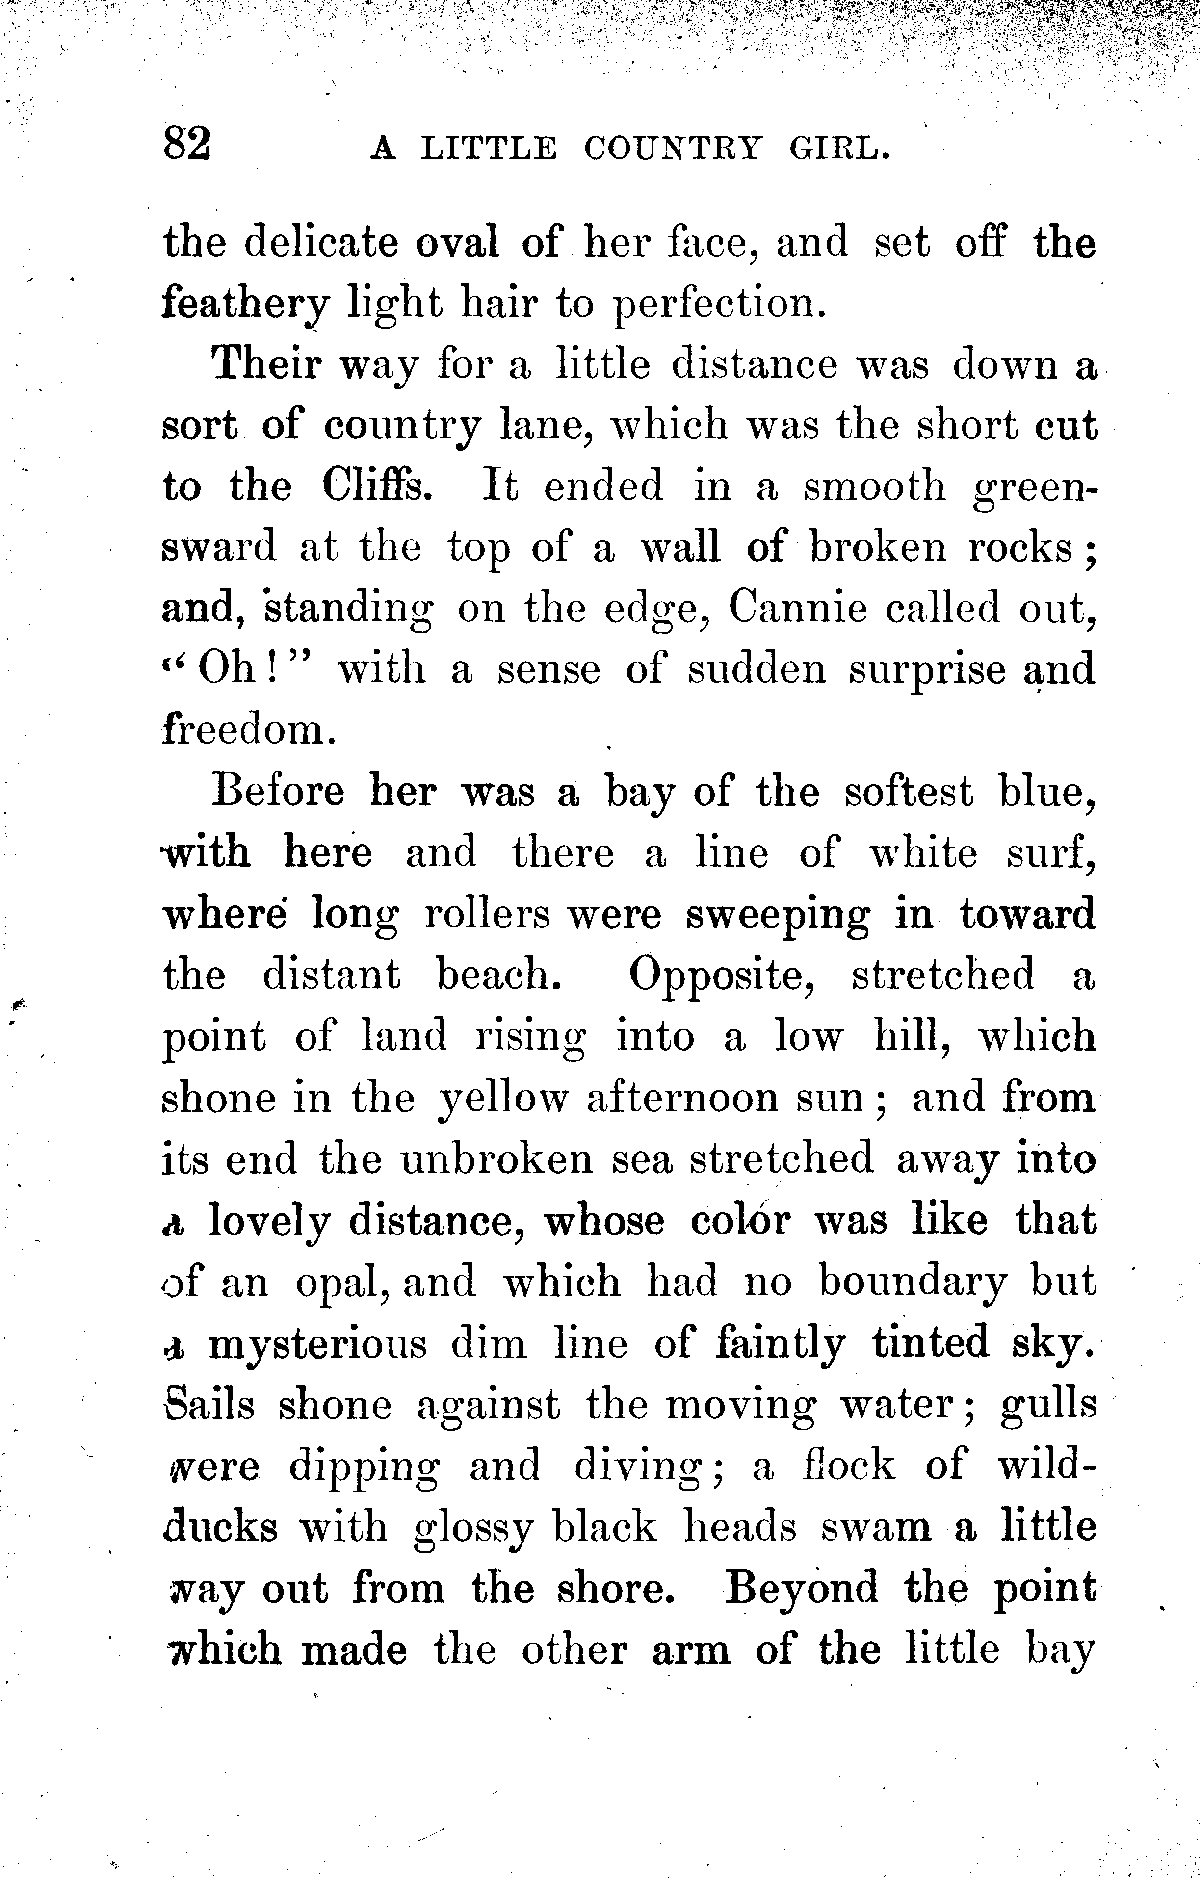 82 A LITTLE COUNTRY GIRL.
the delicate oval of her face, and set off the
feathery light hair to perfection.
Their way for a little distance was down a
sort of country lane, which was the short cut
to the Cliffs. It ended in a smooth green-
sward at the top of a wall of broken rocks ;
and, standing on the edge, Cannie called out,
“ Oh ! ” with a sense of sudden surprise and
freedom.
Before her was a bay of the softest blue,
with here and there a line of white surf,
where long rollers were sweeping in toward
the distant beach. Opposite, stretched a
point of land rising into a low hill, which
shone in the yellow afternoon sun ; and from
its end the unbroken sea stretched away into
a lovely distance, whose color was like that
of an opal, and which had no boundary but
a mysterious dim line of faintly tinted sky.
Sails shone against the moving water ; gulls
were dipping and diving ; a flock of wild-
ducks with glossy black heads swam a little
way out from the shore. Beyond the point
which made the other arm of the little bay